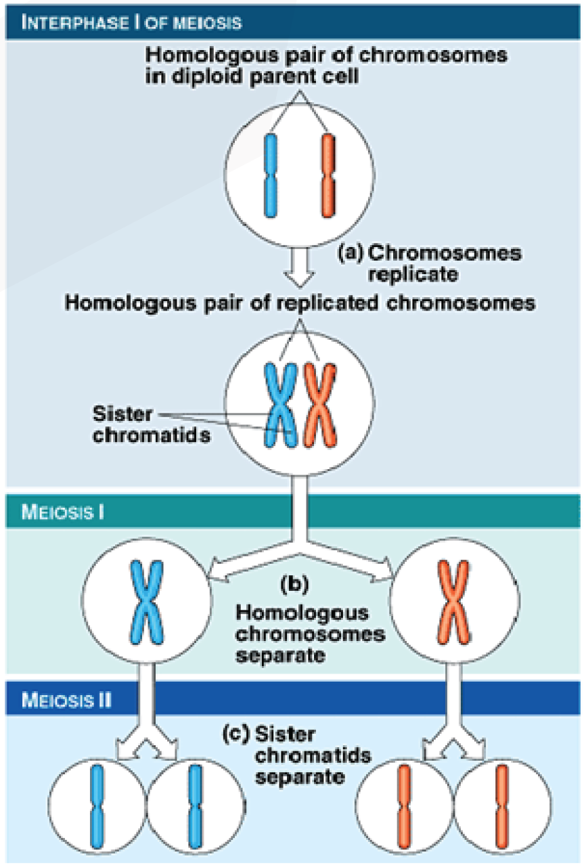 INTERPHASE I OF MEIOSIS
Homologous pair of chromosomes
in diploid parent cell
(a) Chromosomes
replicate
Homologous pair of replicated chromosomes
Sister
chromatids
MEIOSIS I
(b)
Homologous
chromosomes
separate
MEIOSIS II
(c) Sister
chromatids
separate